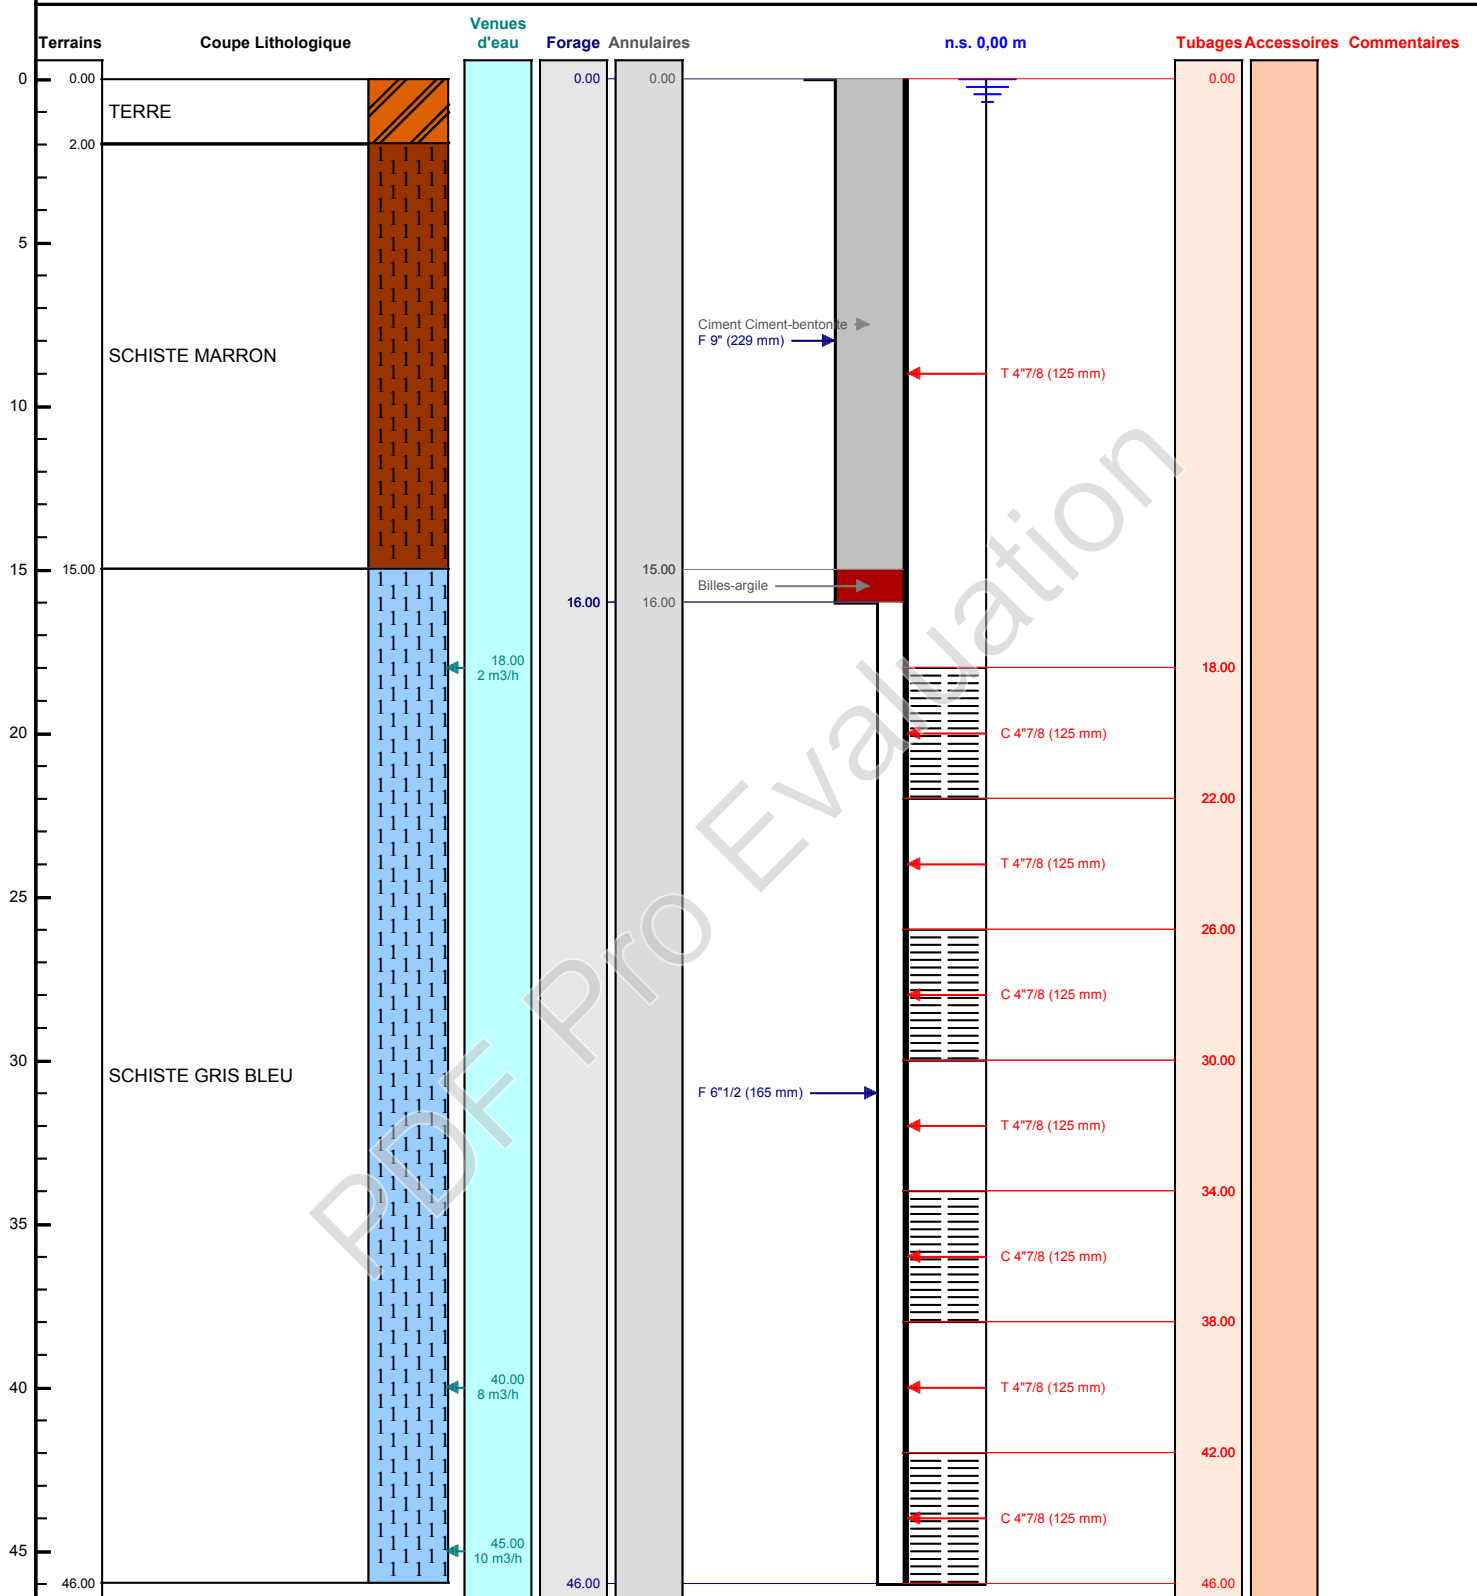 Terrains Coupe Lithologique Venues d'eau Forage Annulaires n.s. 0,00 m Tubages Accessoires Commentaires
0 0.00 0.00 0.00 0.00
TERRE
2.00
5
Ciment Ciment-bentonite
F 9" (229 mm)
SCHISTE MARRON
T 4"7/8 (125 mm)
10
15 15.00 15.00
Billes-argile
16.00 16.00
18.00 18.00
2 m3/h
20 C 4"7/8 (125 mm)
22.00
T 4"7/8 (125 mm)
25
26.00
C 4"7/8 (125 mm)
30 30.00
SCHISTE GRIS BLEU
F 6"1/2 (165 mm)
T 4"7/8 (125 mm)
34.00
35
C 4"7/8 (125 mm)
38.00
40 40.00 T 4"7/8 (125 mm)
8 m3/h
42.00
C 4"7/8 (125 mm)
45 45.00
10 m3/h
46.00 46.00 46.00
PDF Pro Evaluation